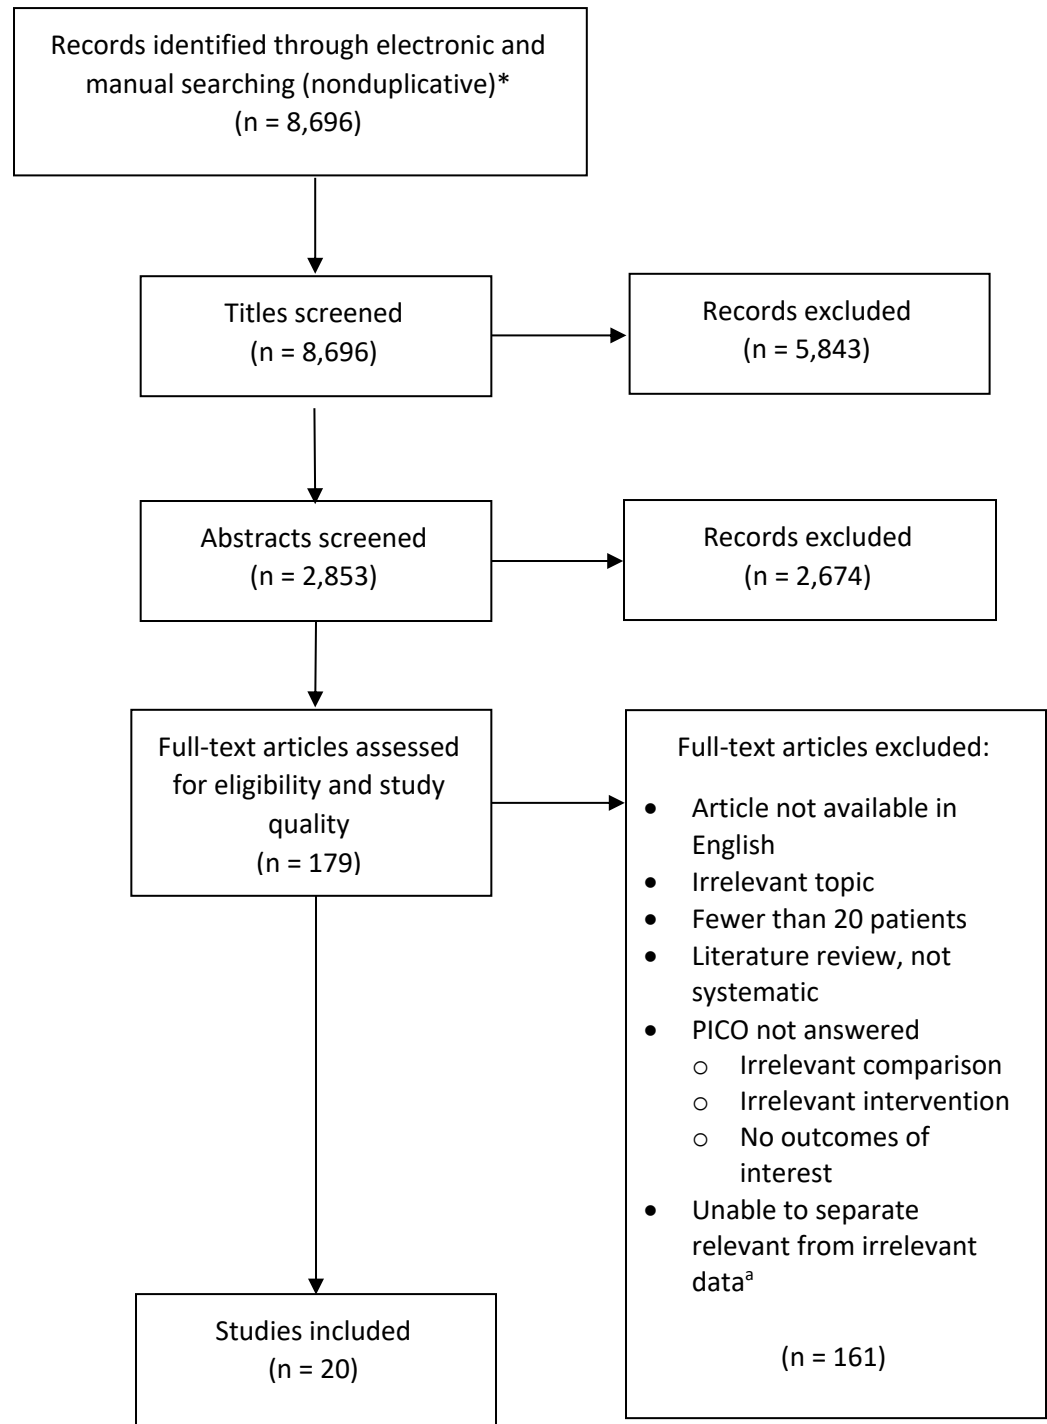 Records identified through electronic and
manual searching (nonduplicative)*
(n = 8,696)
Titles screened
(n = 8,696)
Records excluded
(n = 5,843)
Abstracts screened
(n = 2,853)
Records excluded
(n = 2,674)
Full-text articles assessed
for eligibility and study
quality
(n = 179)
Full-text articles excluded:
• Article not available in
English
• Irrelevant topic
• Fewer than 20 patients
• Literature review, not
systematic
• PICO not answered
o Irrelevant comparison
o Irrelevant intervention
o No outcomes of
interest
• Unable to separate
relevant from irrelevant
dataᵃ
(n = 161)
Studies included
(n = 20)